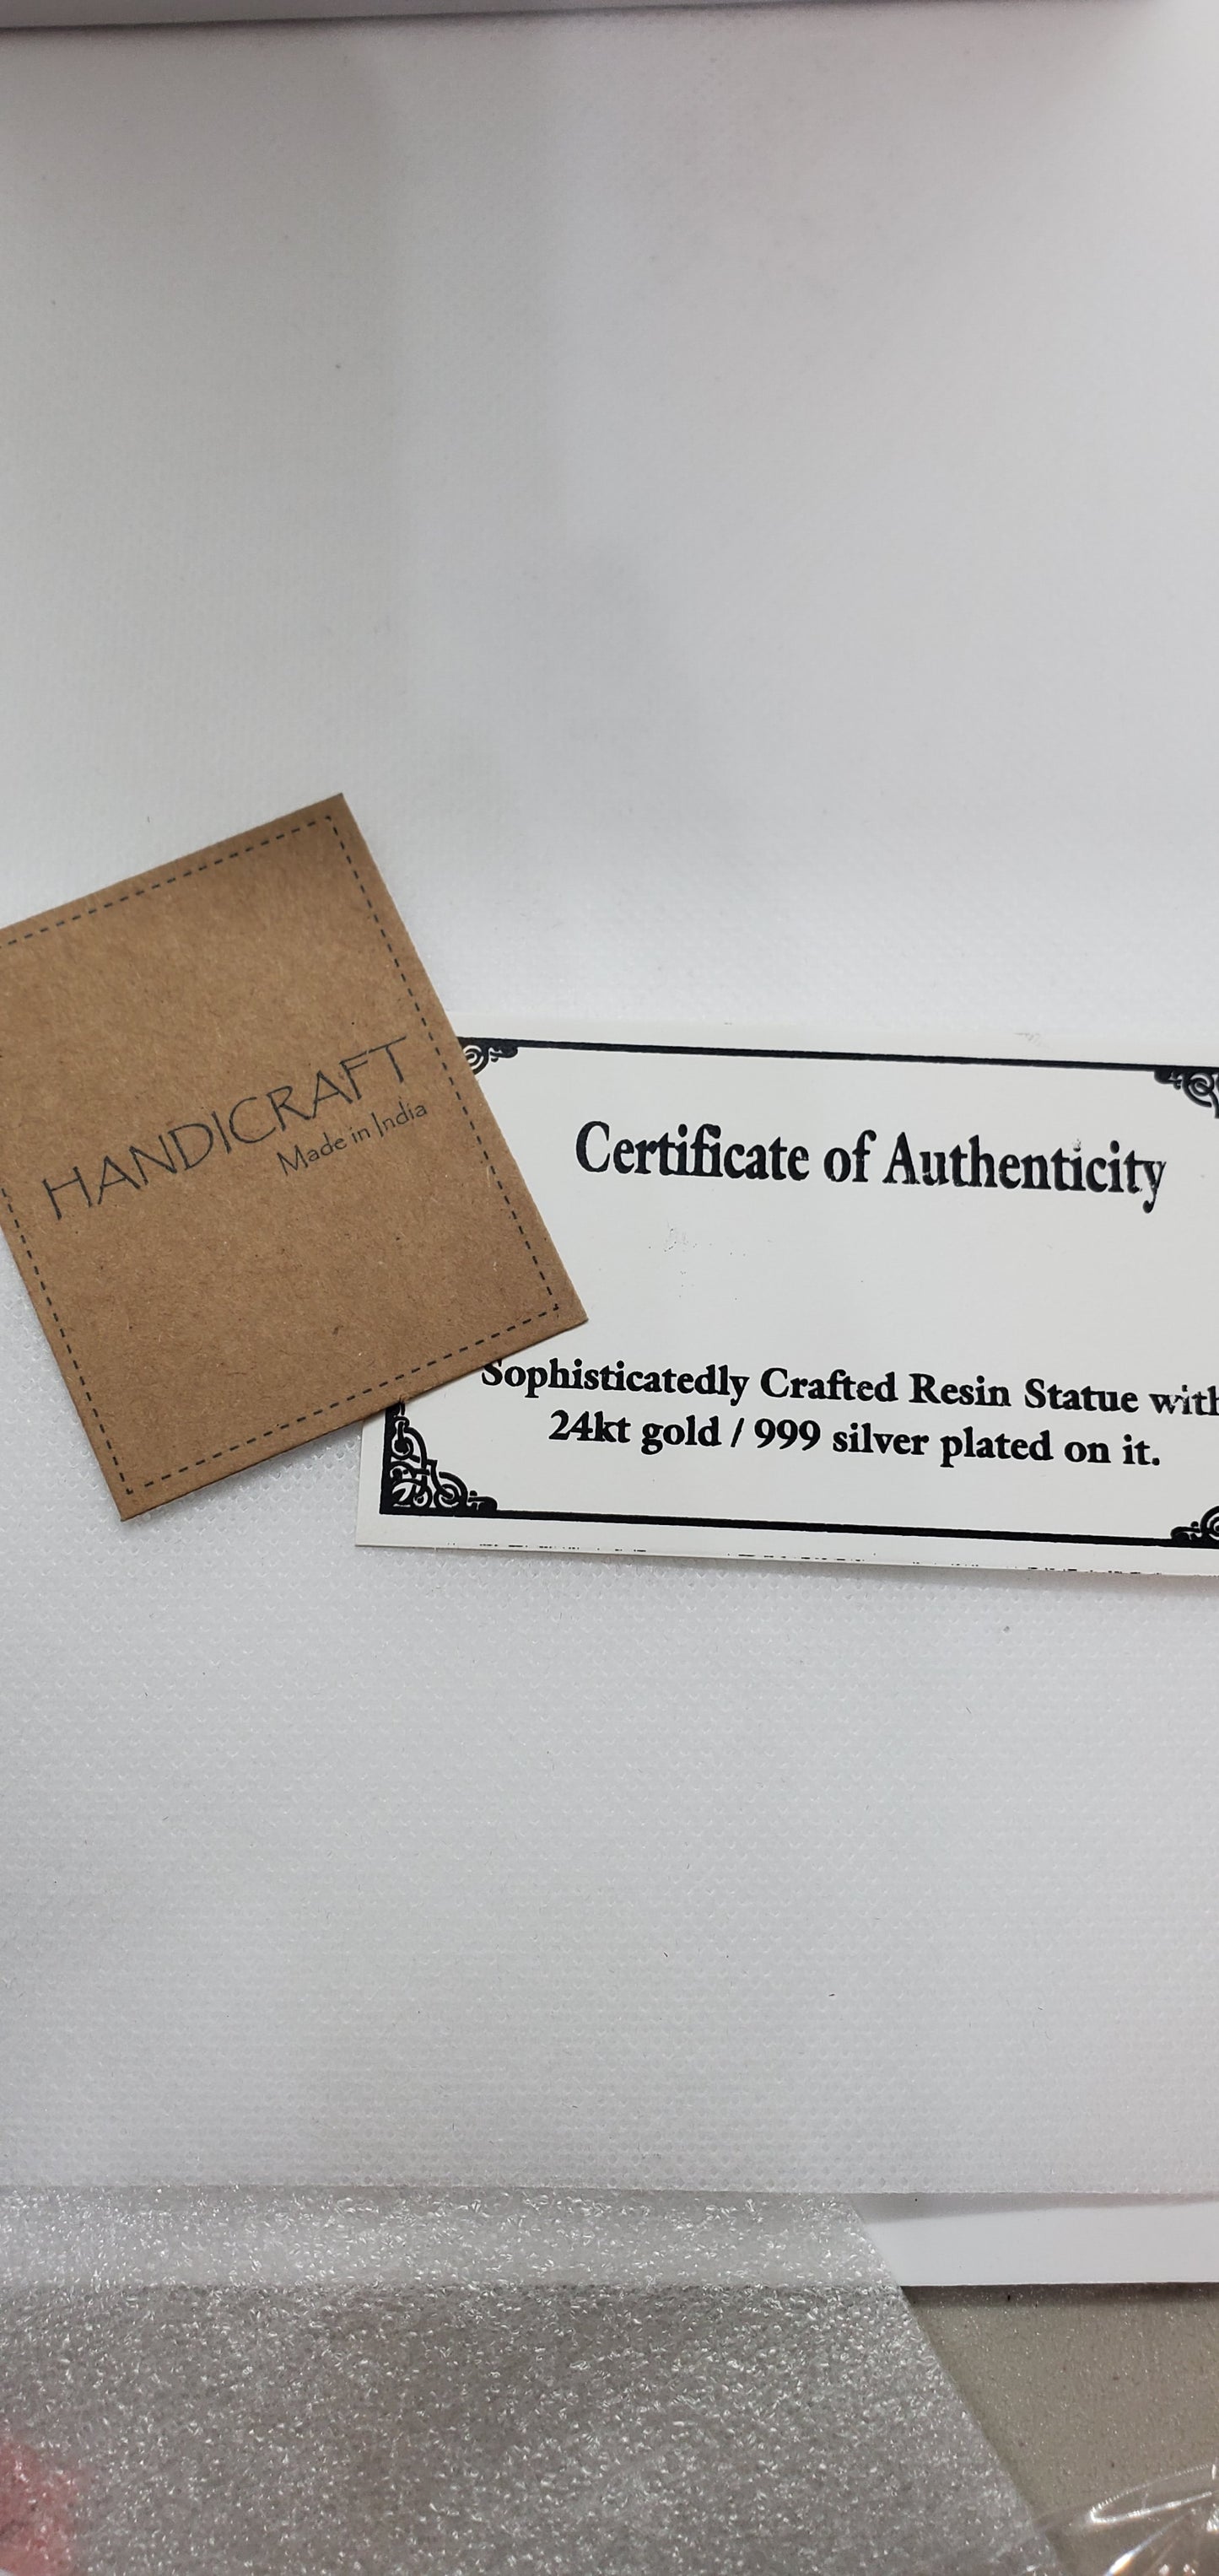 HANDICRAFT
Made in India
Certificate of Authenticity
Sophisticatedly Crafted Resin Statue with
24kt gold / 999 silver plated on it.